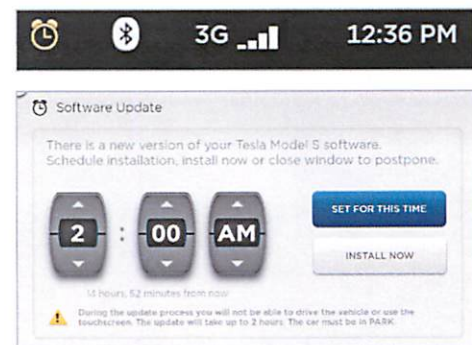 3G 12:36 PM
Software Update
There is a new version of your Tesla Model S software.
Schedule installation, install now or close window to postpone.
2 : 00 AM
SET FOR THIS TIME
INSTALL NOW
14 hours, 52 minutes from now
During the update process you will not be able to drive the vehicle or use the
touchscreen. The update will take up to 2 hours. The car must be in PARK.